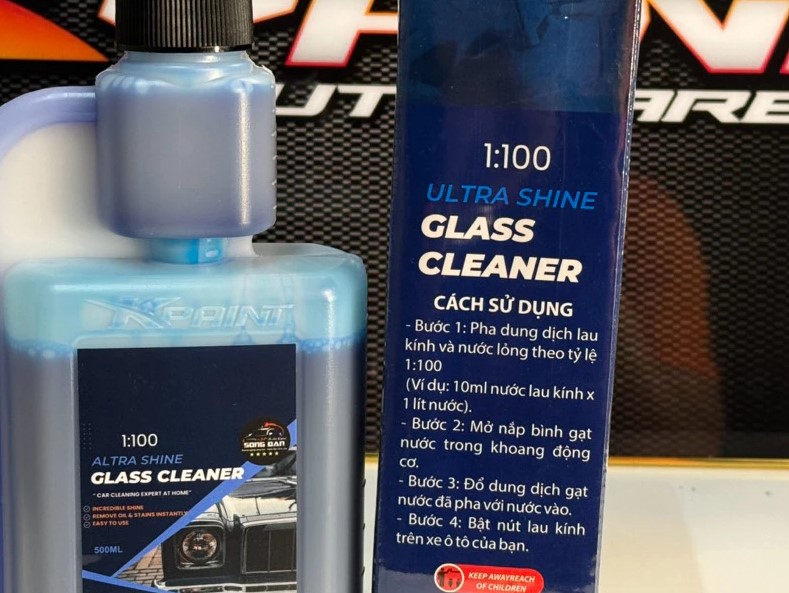 XPAINT
1:100
ALTRA SHINE
GLASS CLEANER
" CAR CLEANING EXPERT AT HOME"
INCREDIBLE SHINE
REMOVE OIL & STAINS INSTANTLY
EASY TO USE
500ML
SONG BAN
1:100
ULTRA SHINE
GLASS
CLEANER
CÁCH SỬ DỤNG
- Bước 1: Pha dung dịch lau
kính và nước lỏng theo tỷ lệ
1:100
(Ví dụ: 10ml nước lau kính x
1 lít nước).
- Bước 2: Mở nắp bình gạt
nước trong khoang động
cơ.
- Bước 3: Đổ dung dịch gạt
nước đã pha với nước vào.
- Bước 4: Bật nút lau kính
trên xe ô tô của bạn.
KEEP AWAYREACH
OF CHILDREN